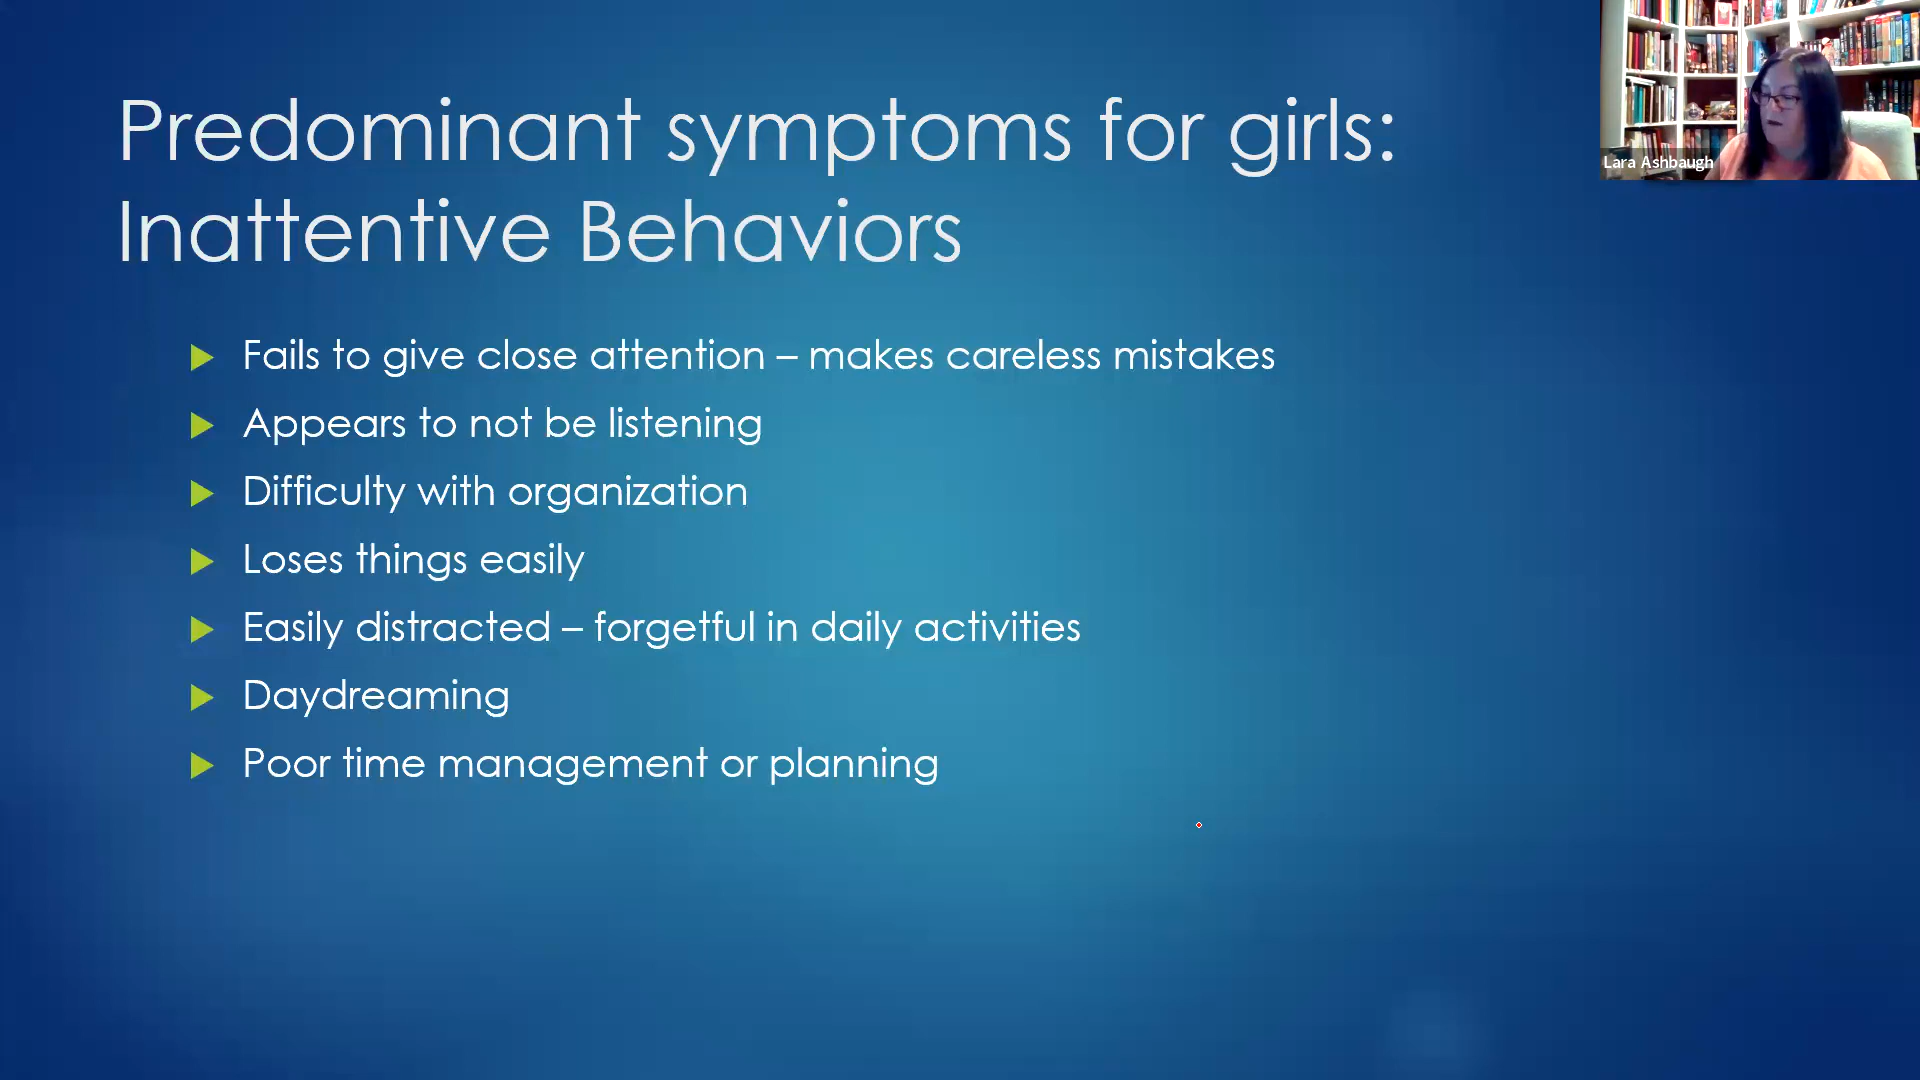 Predominant symptoms for girls:
Inattentive Behaviors
Fails to give close attention – makes careless mistakes
Appears to not be listening
Difficulty with organization
Loses things easily
Easily distracted – forgetful in daily activities
Daydreaming
Poor time management or planning
Lara Ashbaugh